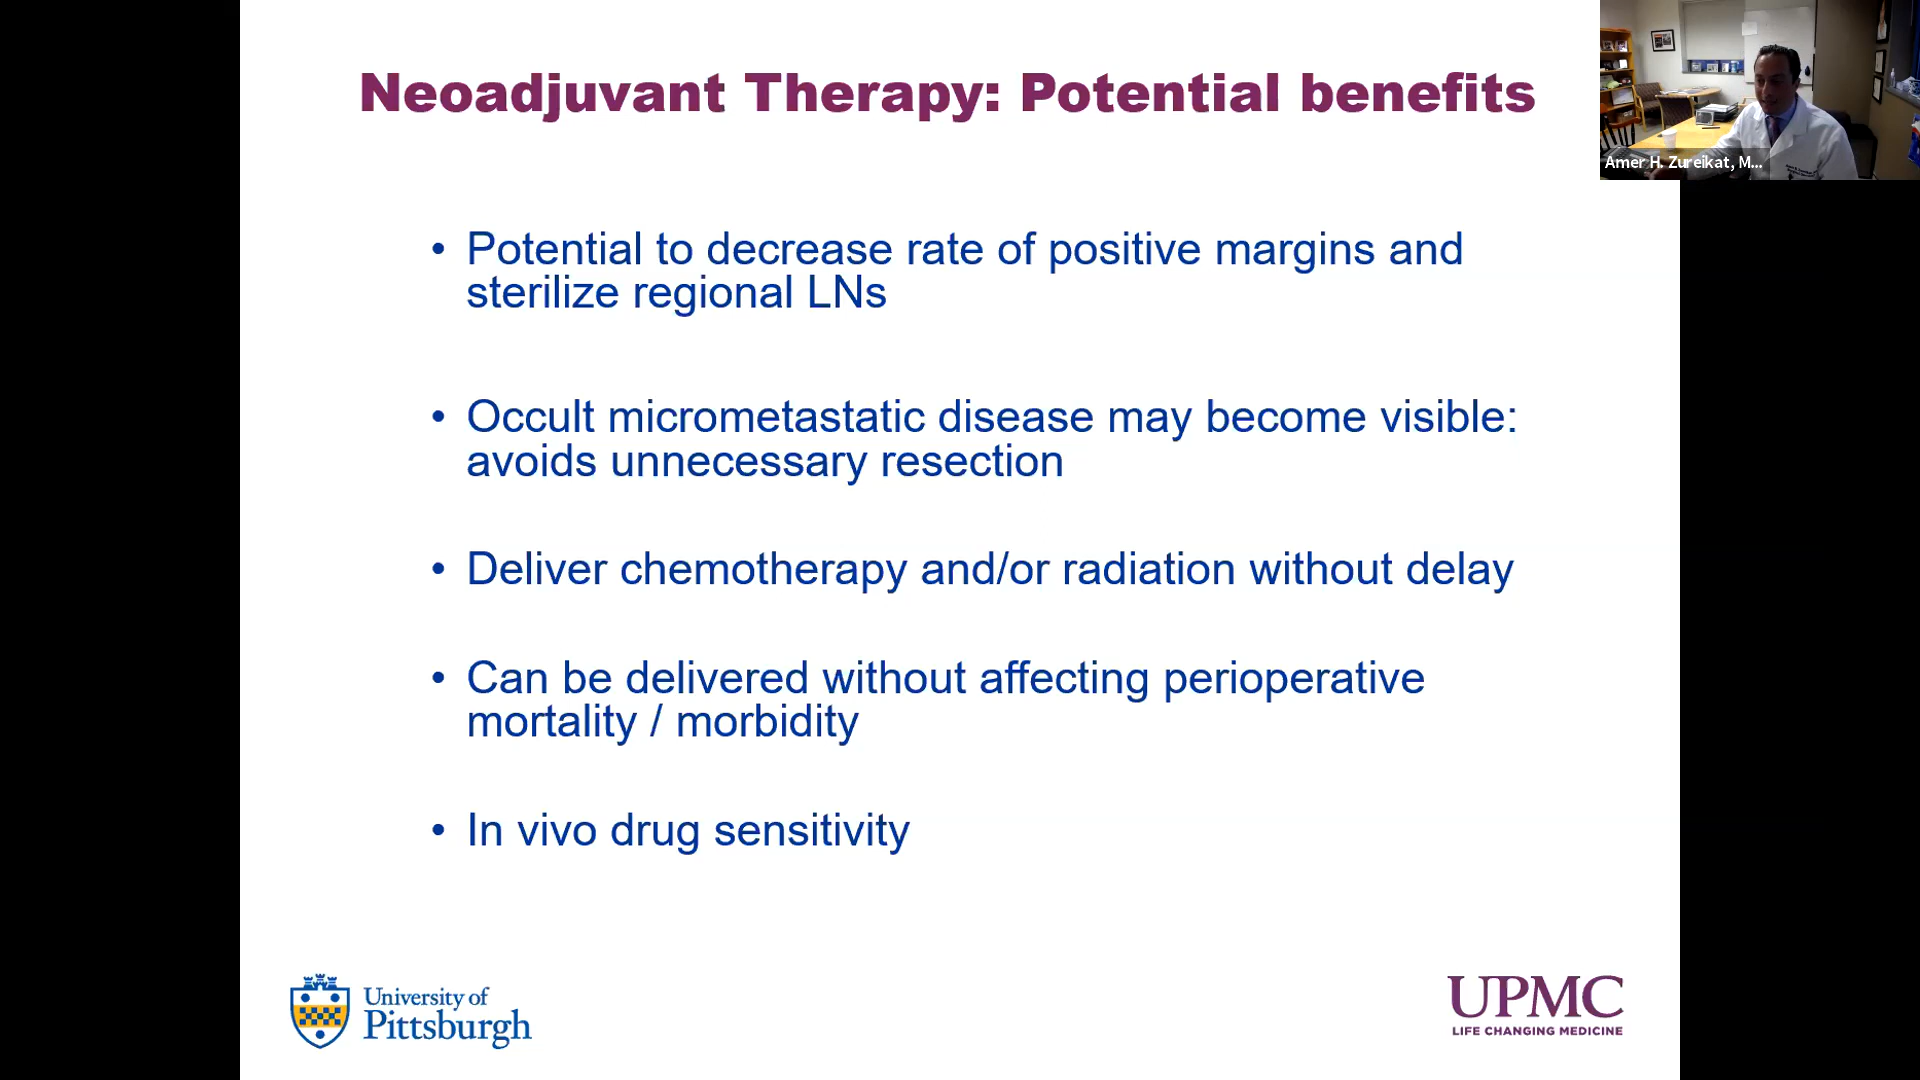 Neoadjuvant Therapy: Potential benefits
Amer H. Zureikat, M...
• Potential to decrease rate of positive margins and
sterilize regional LNs
• Occult micrometastatic disease may become visible:
avoids unnecessary resection
• Deliver chemotherapy and/or radiation without delay
• Can be delivered without affecting perioperative
mortality / morbidity
• In vivo drug sensitivity
University of
Pittsburgh
UPMC
LIFE CHANGING MEDICINE